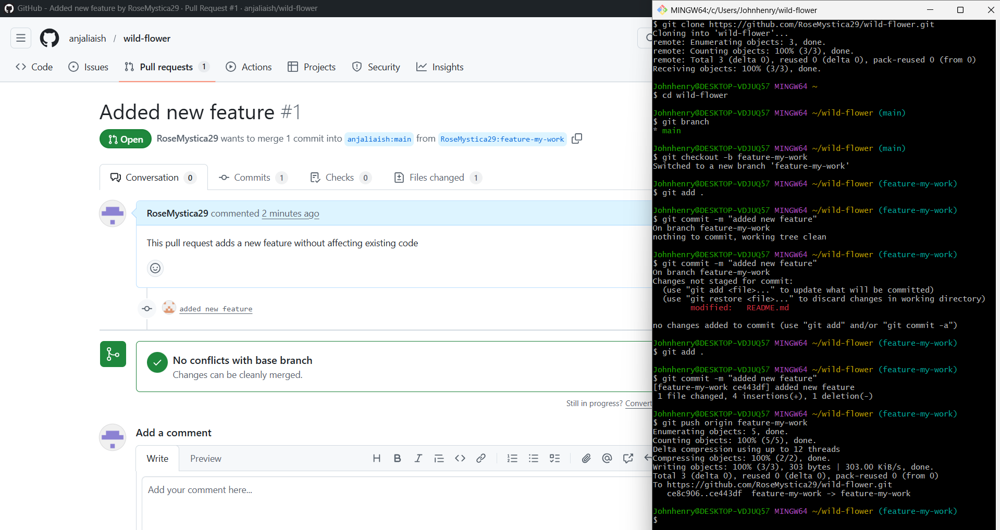 GitHub - Added new feature by RoseMystica29 · Pull Request #1 · anjaliaish/wild-flower
anjaliaish / wild-flower
Code Issues Pull requests 1 Actions Projects Security Insights
Added new feature #1
Open RoseMystica29 wants to merge 1 commit into anjaliaish:main from RoseMystica29:feature-my-work
Conversation 0 Commits 1 Checks 0 Files changed 1
RoseMystica29 commented 2 minutes ago
This pull request adds a new feature without affecting existing code
added new feature
No conflicts with base branch
Changes can be cleanly merged.
Still in progress? Convert
Add a comment
Write Preview
Add your comment here...
MINGW64:/c/Users/Johnhenry/wild-flower
$ git clone https://github.com/RoseMystica29/wild-flower.git
Cloning into 'wild-flower'...
remote: Enumerating objects: 3, done.
remote: Counting objects: 100% (3/3), done.
remote: Total 3 (delta 0), reused 0 (delta 0), pack-reused 0 (from 0)
Receiving objects: 100% (3/3), done.
Johnhenry@DESKTOP-VDJUQ57 MINGW64 ~
$ cd wild-flower
Johnhenry@DESKTOP-VDJUQ57 MINGW64 ~/wild-flower (main)
$ git branch
* main
Johnhenry@DESKTOP-VDJUQ57 MINGW64 ~/wild-flower (main)
$ git checkout -b feature-my-work
Switched to a new branch 'feature-my-work'
Johnhenry@DESKTOP-VDJUQ57 MINGW64 ~/wild-flower (feature-my-work)
$ git add .
Johnhenry@DESKTOP-VDJUQ57 MINGW64 ~/wild-flower (feature-my-work)
$ git commit -m "added new feature"
On branch feature-my-work
nothing to commit, working tree clean
Johnhenry@DESKTOP-VDJUQ57 MINGW64 ~/wild-flower (feature-my-work)
$ git commit -m "added new feature"
On branch feature-my-work
Changes not staged for commit:
(use "git add <file>..." to update what will be committed)
(use "git restore <file>..." to discard changes in working directory)
modified: README.md
no changes added to commit (use "git add" and/or "git commit -a")
Johnhenry@DESKTOP-VDJUQ57 MINGW64 ~/wild-flower (feature-my-work)
$ git add .
Johnhenry@DESKTOP-VDJUQ57 MINGW64 ~/wild-flower (feature-my-work)
$ git commit -m "added new feature"
[feature-my-work ce443df] added new feature
1 file changed, 4 insertions(+), 1 deletion(-)
Johnhenry@DESKTOP-VDJUQ57 MINGW64 ~/wild-flower (feature-my-work)
$ git push origin feature-my-work
Enumerating objects: 5, done.
Counting objects: 100% (5/5), done.
Delta compression using up to 12 threads
Compressing objects: 100% (2/2), done.
Writing objects: 100% (3/3), 303 bytes | 303.00 KiB/s, done.
Total 3 (delta 0), reused 0 (delta 0), pack-reused 0 (from 0)
To https://github.com/RoseMystica29/wild-flower.git
ce8c906..ce443df feature-my-work -> feature-my-work
Johnhenry@DESKTOP-VDJUQ57 MINGW64 ~/wild-flower (feature-my-work)
$